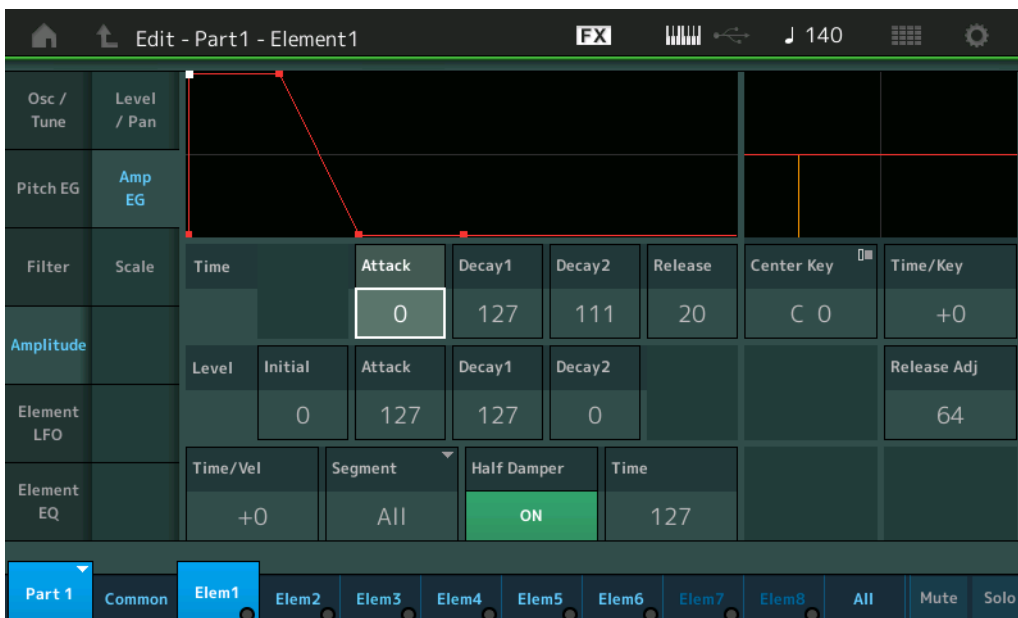 Edit - Part1 - Element1
FX
♩ 140
Osc /
Tune
Level
/ Pan
Pitch EG
Amp
EG
Filter
Scale
Amplitude
Element
LFO
Element
EQ
Time
Attack
Decay1
Decay2
Release
Center Key
Time/Key
0
127
111
20
C 0
+0
Level
Initial
Attack
Decay1
Decay2
Release Adj
0
127
127
0
64
Time/Vel
Segment
Half Damper
Time
+0
All
ON
127
Part 1
Common
Elem1
Elem2
Elem3
Elem4
Elem5
Elem6
Elem7
Elem8
All
Mute
Solo